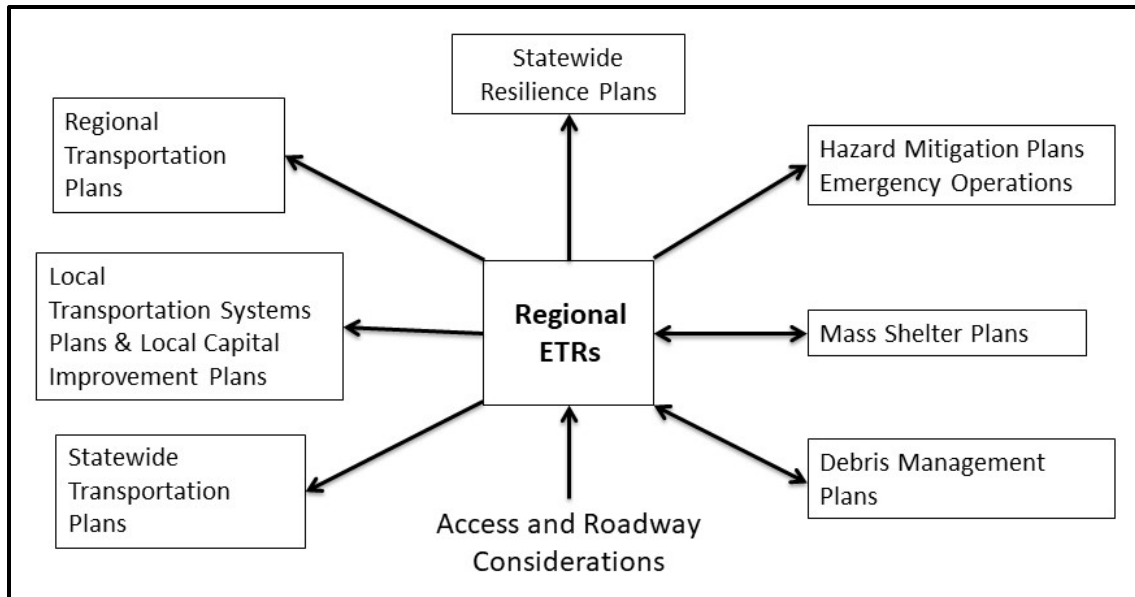 Statewide
Resilience Plans
Regional
Transportation
Plans
Hazard Mitigation Plans
Emergency Operations
Local
Transportation Systems
Plans & Local Capital
Improvement Plans
Regional
ETRs
Mass Shelter Plans
Statewide
Transportation
Plans
Debris Management
Plans
Access and Roadway
Considerations